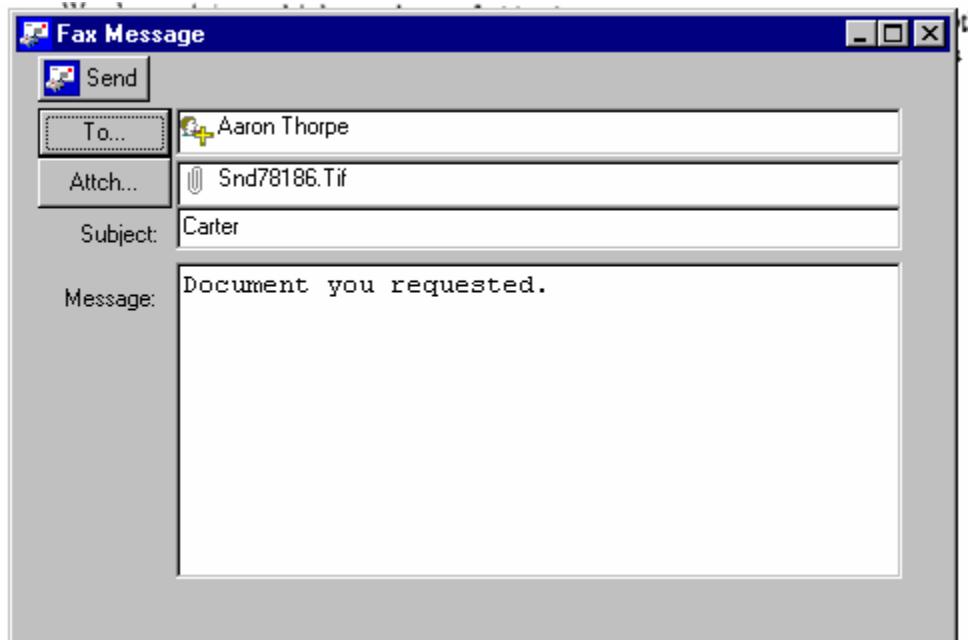 Fax Message
Send
To... Aaron Thorpe
Attch... Snd78186.Tif
Subject: Carter
Message: Document you requested.